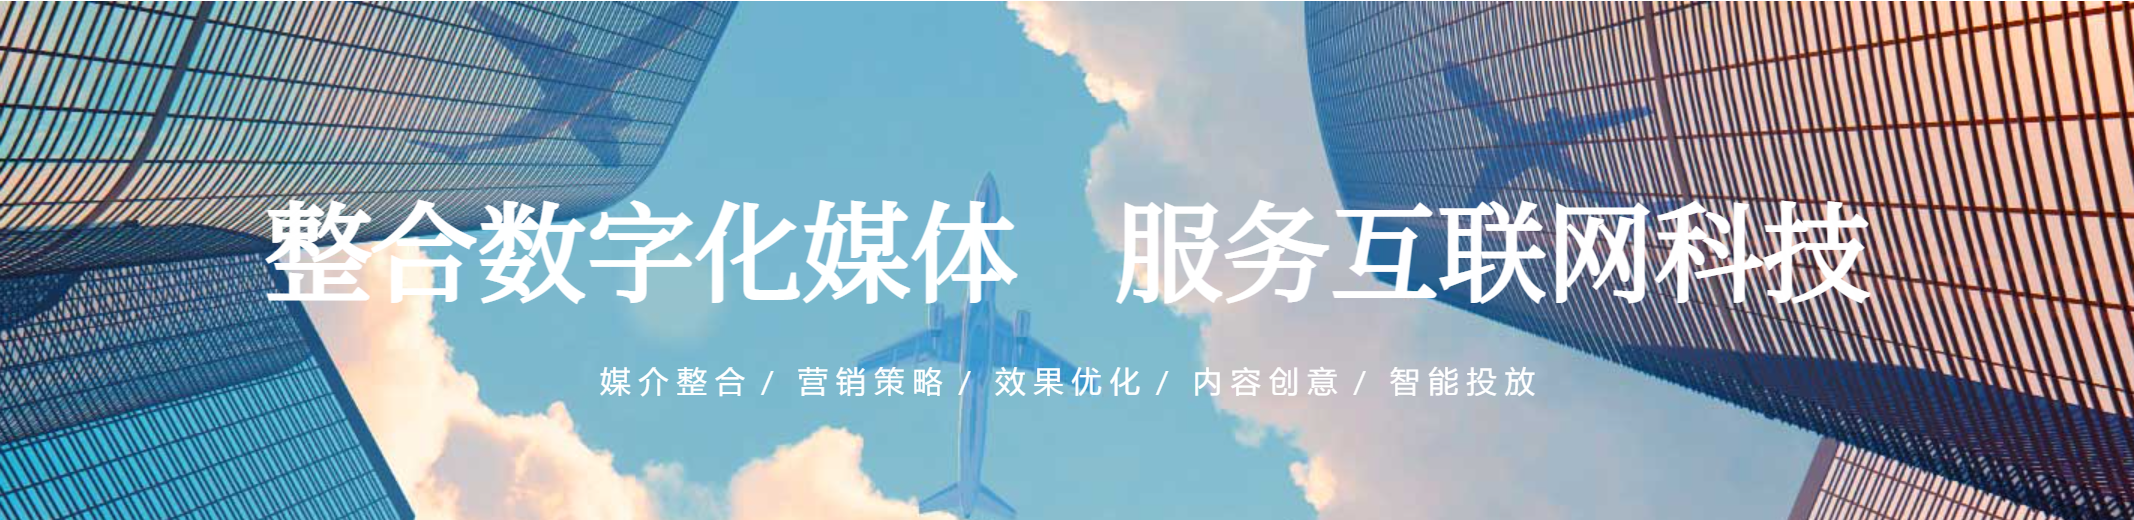 整合数字化媒体　服务互联网科技
媒介整合 / 营销策略 / 效果优化 / 内容创意 / 智能投放